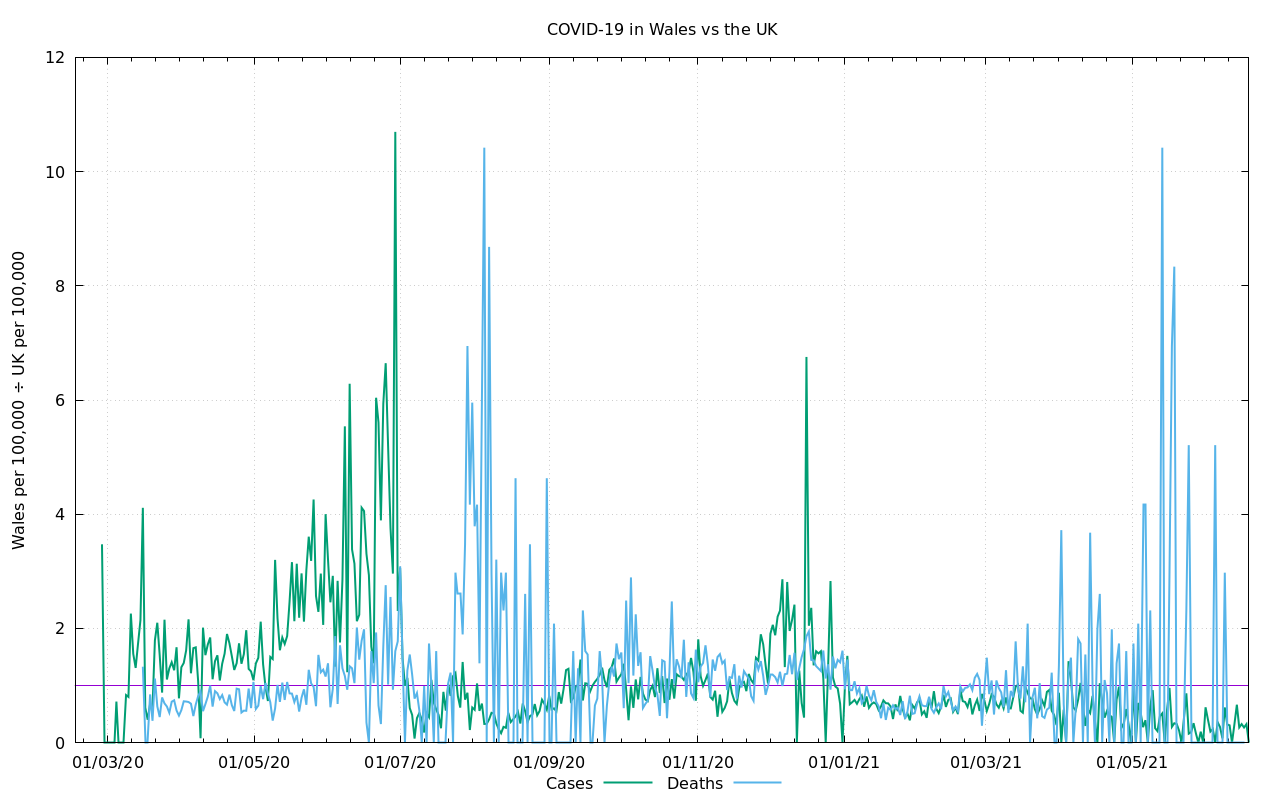 COVID-19 in Wales vs the UK
Wales per 100,000 ÷ UK per 100,000
12
10
8
6
4
2
0
01/03/20 01/05/20 01/07/20 01/09/20 01/11/20 01/01/21 01/03/21 01/05/21
Cases Deaths